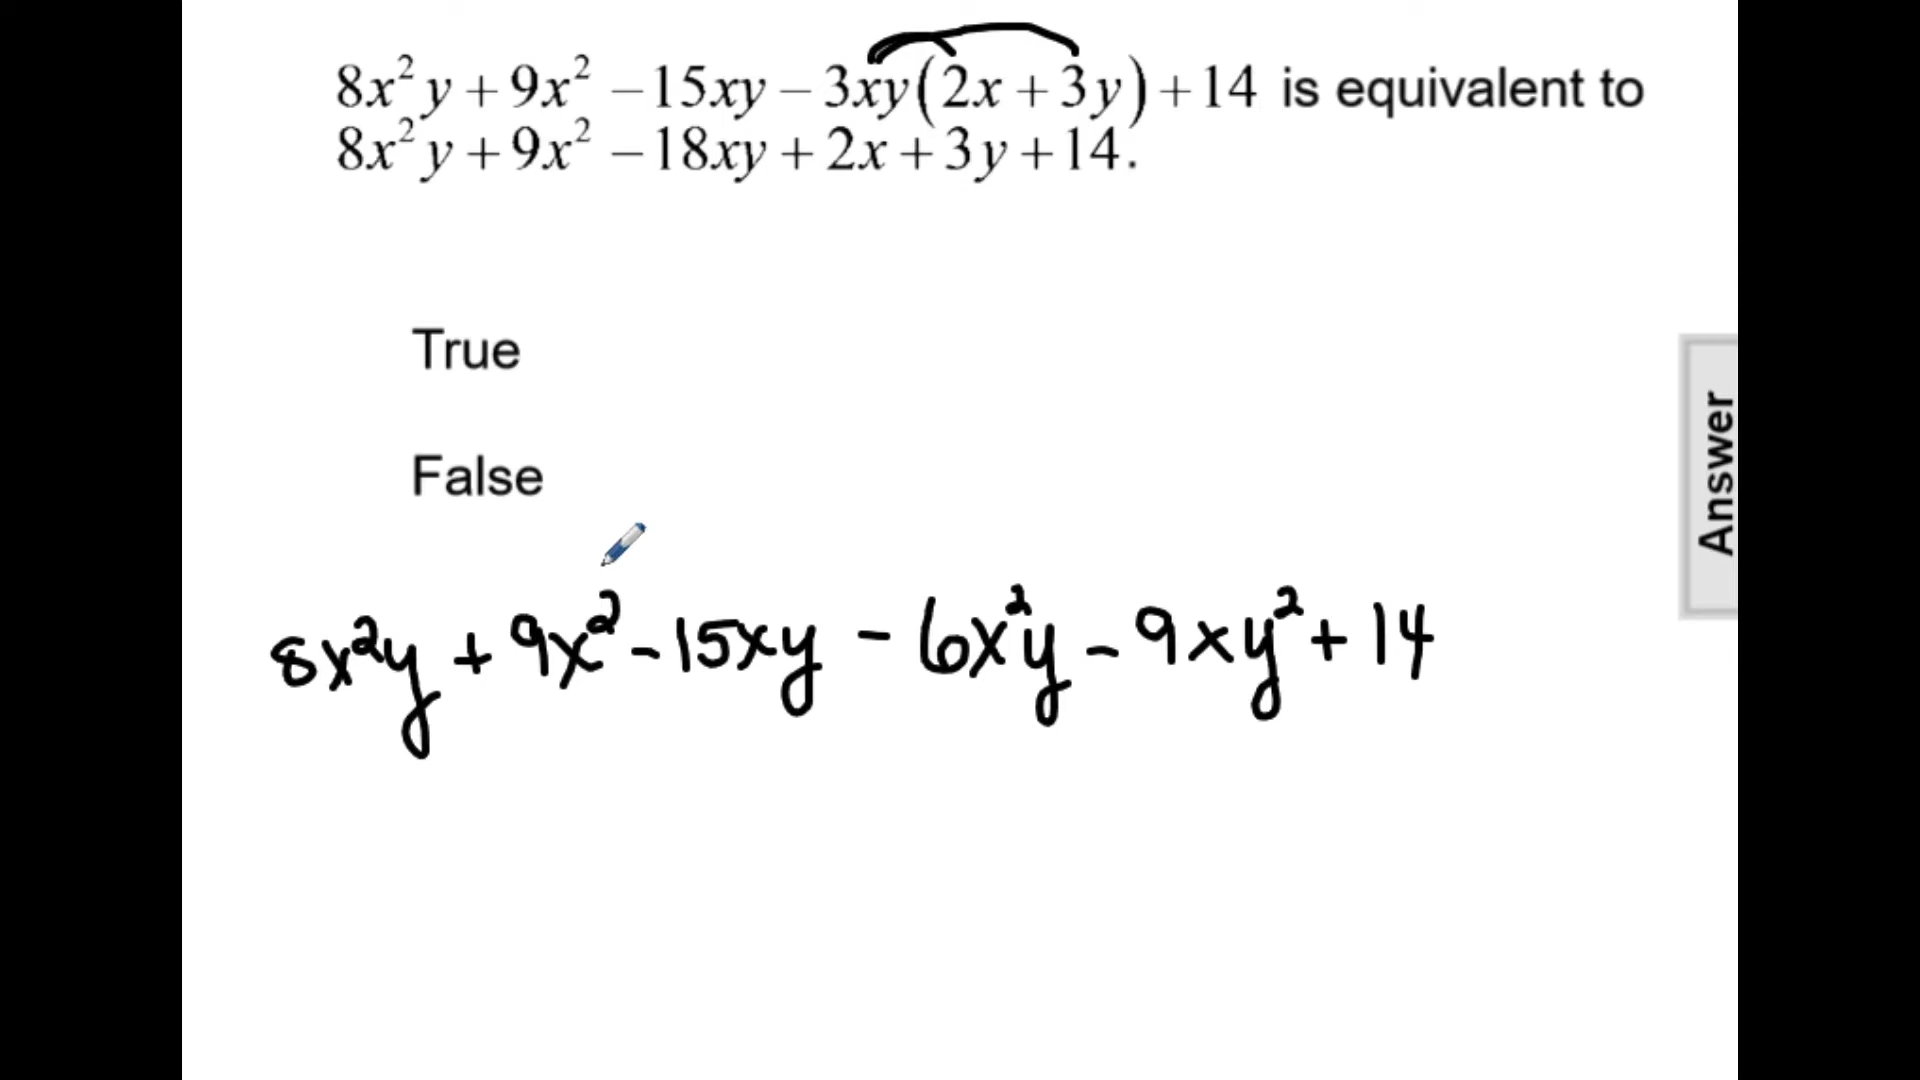 8x²y + 9x² − 15xy − 3xy(2x + 3y) + 14 is equivalent to
8x²y + 9x² − 18xy + 2x + 3y + 14.
True
False
Answer
8x²y + 9x² - 15xy - 6x²y - 9xy² + 14